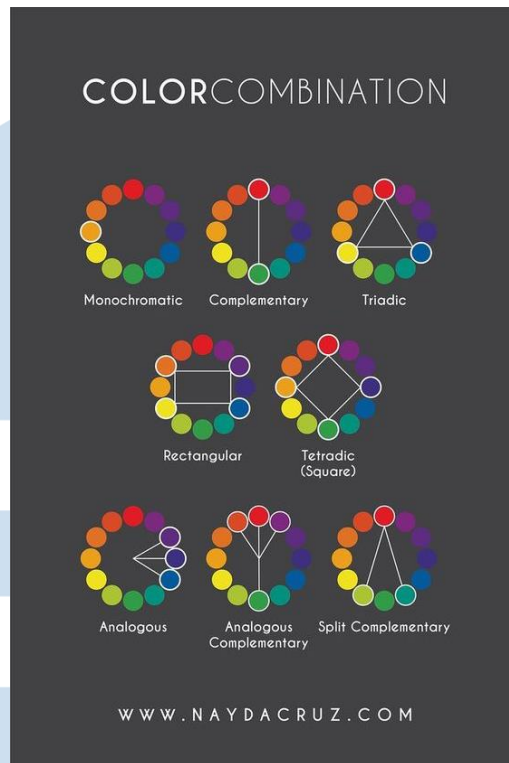 COLORCOMBINATION
Monochromatic
Complementary
Triadic
Rectangular
Tetradic
(Square)
Analogous
Analogous
Complementary
Split Complementary
WWW.NAYDACRUZ.COM